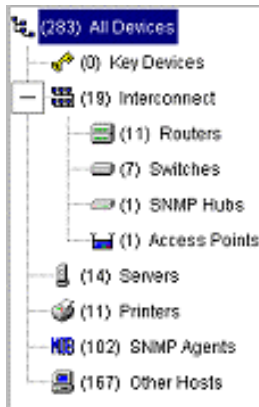 (283) All Devices
(0) Key Devices
(19) Interconnect
(11) Routers
(7) Switches
(1) SNMP Hubs
(1) Access Points
(14) Servers
(11) Printers
(102) SNMP Agents
(167) Other Hosts